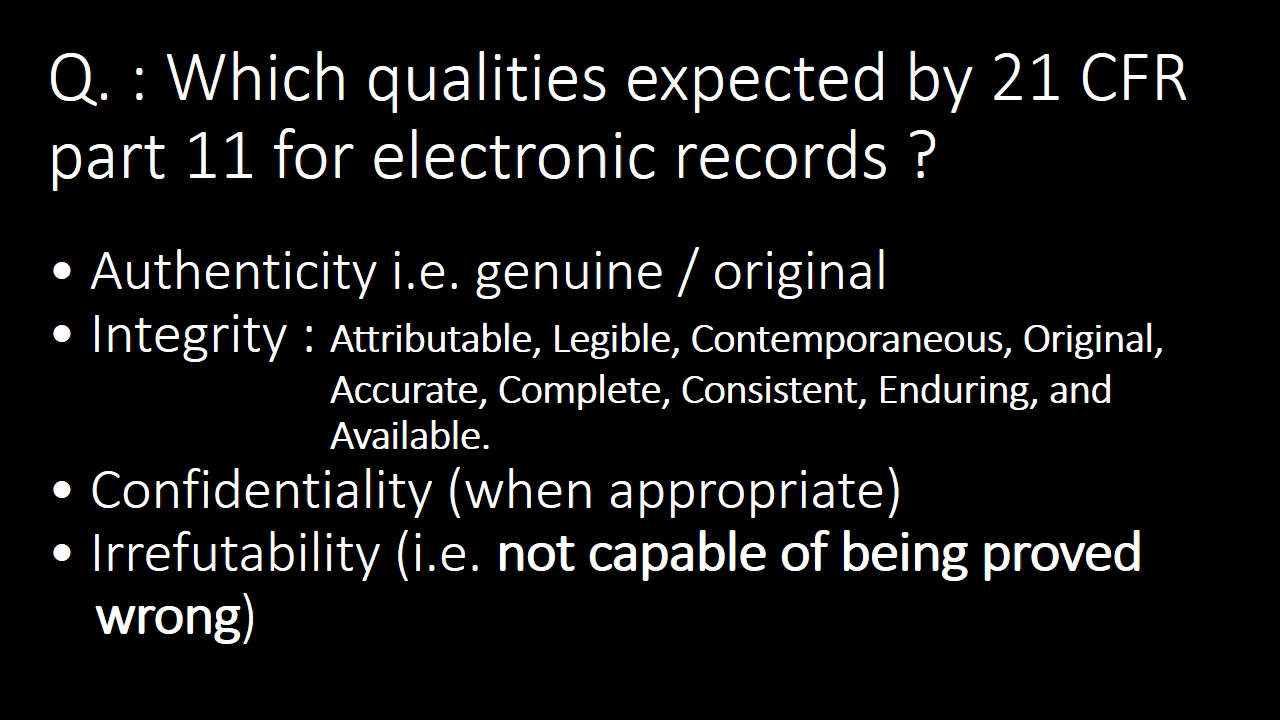 Q. : Which qualities expected by 21 CFR
part 11 for electronic records ?
• Authenticity i.e. genuine / original
• Integrity : Attributable, Legible, Contemporaneous, Original,
Accurate, Complete, Consistent, Enduring, and
Available.
• Confidentiality (when appropriate)
• Irrefutability (i.e. not capable of being proved
wrong)